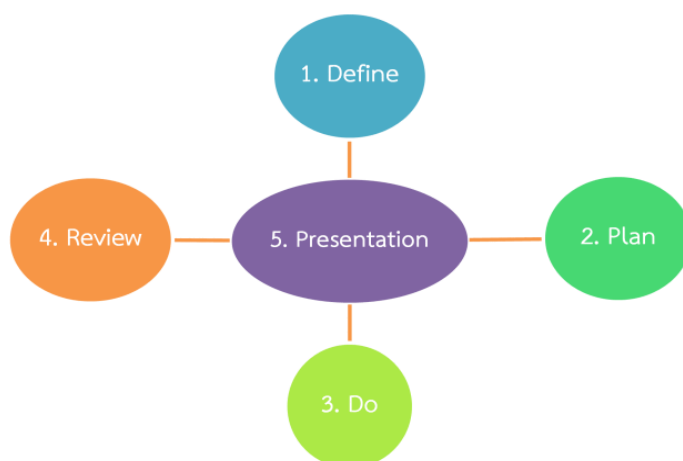 1. Define
4. Review
5. Presentation
2. Plan
3. Do